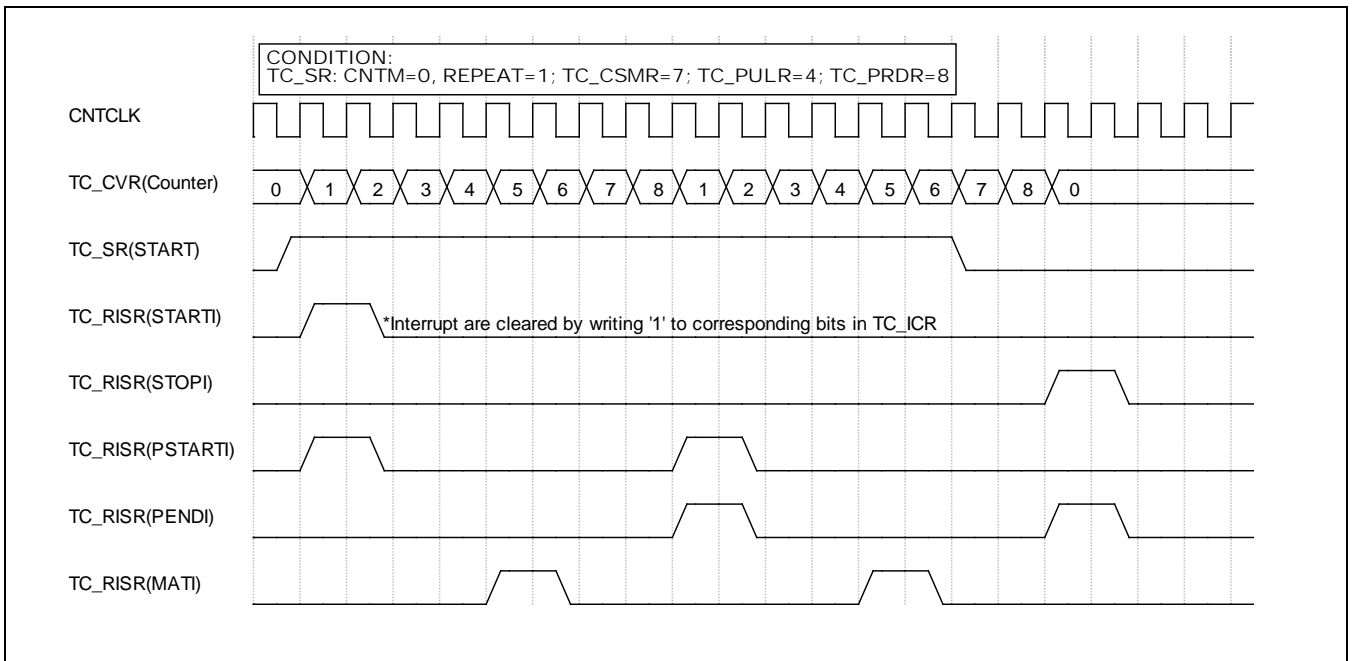 CONDITION:
TC_SR: CNTM=0, REPEAT=1; TC_CSMR=7; TC_PULR=4; TC_PRDR=8
CNTCLK
TC_CVR(Counter) 0 1 2 3 4 5 6 7 8 1 2 3 4 5 6 7 8 0
TC_SR(START)
TC_RISR(STARTI) *Interrupt are cleared by writing '1' to corresponding bits in TC_ICR
TC_RISR(STOPI)
TC_RISR(PSTARTI)
TC_RISR(PENDI)
TC_RISR(MATI)